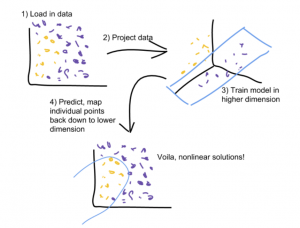 1) Load in data
2) Project data
3) Train model in
higher dimension
4) Predict, map
individual points
back down to lower
dimension
Voila, nonlinear solutions!